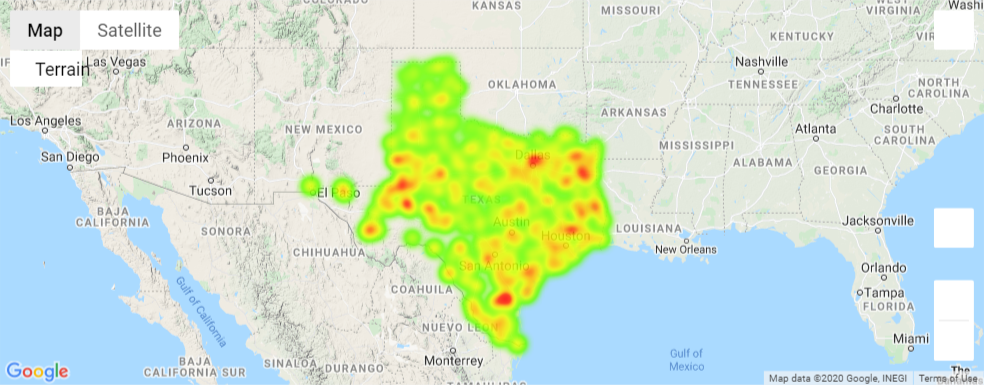 COLORADO
KANSAS
MISSOURI
WEST
VIRGINIA
Washi
Map
Satellite
KENTUCKY
VIR
Las Vegas
Terrain
Nashville
OKLAHOMA
TENNESSEE
NORTH
CAROLINA
Charlotte
Los Angeles
ARIZONA
NEW MEXICO
ARKANSAS
Atlanta
SOUTH
CAROLINA
San Diego
Phoenix
Dallas
MISSISSIPPI
ALABAMA
GEORGIA
Tucson
El Paso
TEXAS
BAJA
CALIFORNIA
SONORA
Austin
Houston
LOUISIANA
Jacksonville
CHIHUAHUA
San Antonio
New Orleans
Orlando
Gulf of
California
COAHUILA
Tampa
FLORIDA
NUEVO LEON
Miami
Monterrey
Gulf of
Mexico
BAJA
CALIFORNIA SUR
SINALOA
DURANGO
TAMAULIPAS
The
Google
Map data ©2020 Google, INEGI
Terms of Use